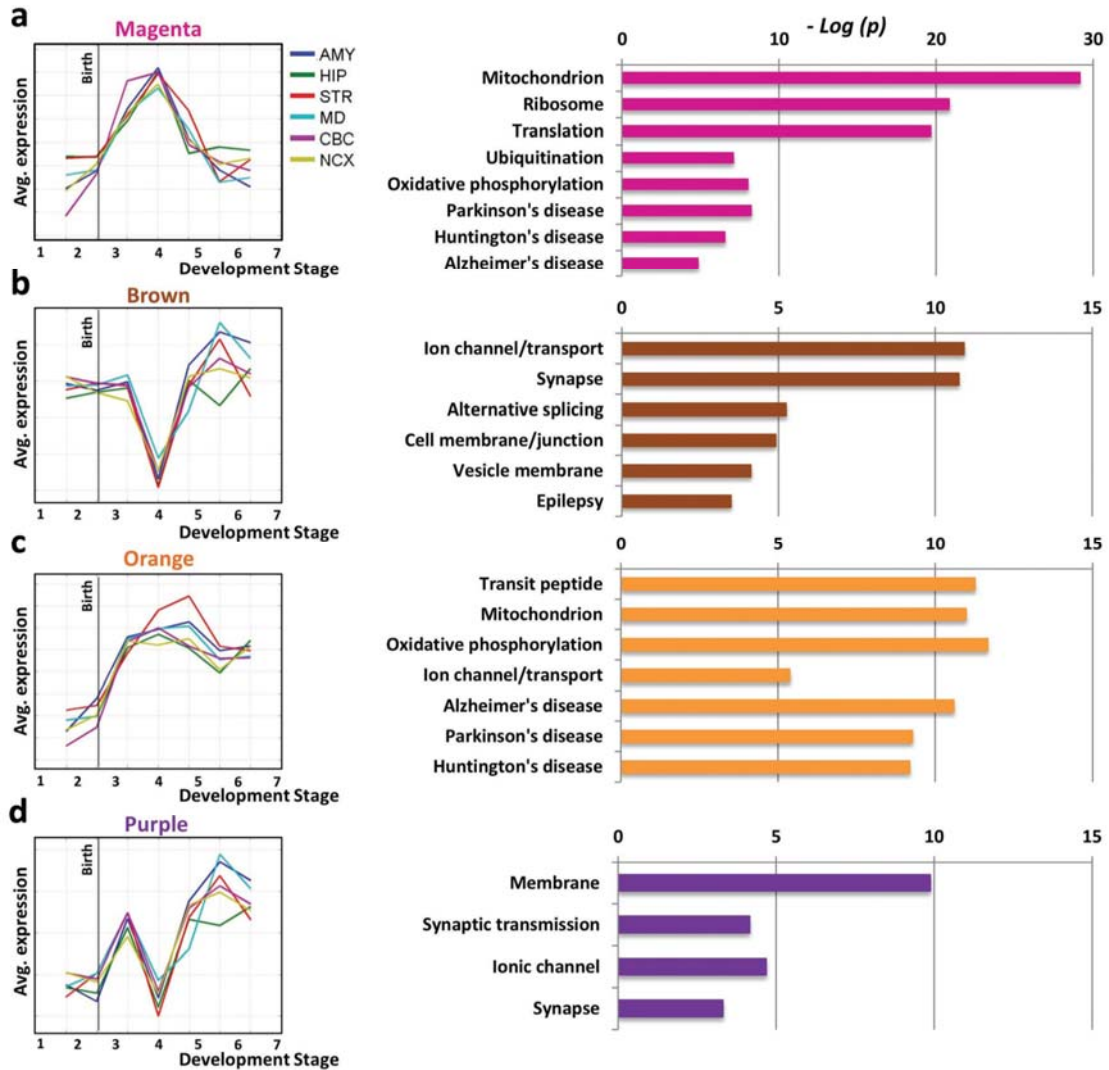 a
Magenta
Birth
Avg. expression
AMY
HIP
STR
MD
CBC
NCX
1 2 3 4 5 6 7
Development Stage
- Log (p)
0 10 20 30
Mitochondrion
Ribosome
Translation
Ubiquitination
Oxidative phosphorylation
Parkinson's disease
Huntington's disease
Alzheimer's disease
b
Brown
Birth
Avg. expression
1 2 3 4 5 6 7
Development Stage
0 5 10 15
Ion channel/transport
Synapse
Alternative splicing
Cell membrane/junction
Vesicle membrane
Epilepsy
c
Orange
Birth
Avg. expression
1 2 3 4 5 6 7
Development Stage
0 5 10 15
Transit peptide
Mitochondrion
Oxidative phosphorylation
Ion channel/transport
Alzheimer's disease
Parkinson's disease
Huntington's disease
d
Purple
Birth
Avg. expression
1 2 3 4 5 6 7
Development Stage
0 5 10 15
Membrane
Synaptic transmission
Ionic channel
Synapse